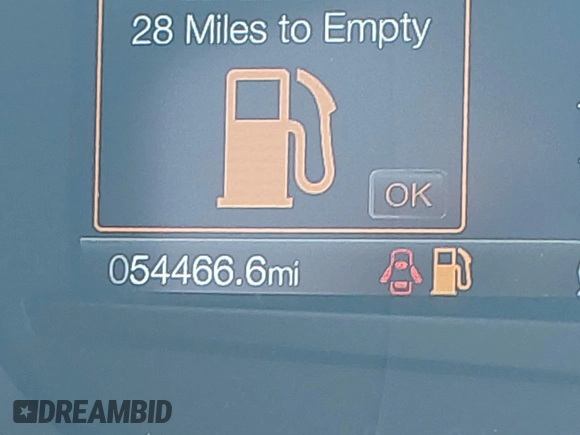 28 Miles to Empty
OK
054466.6mi
DREAMBID